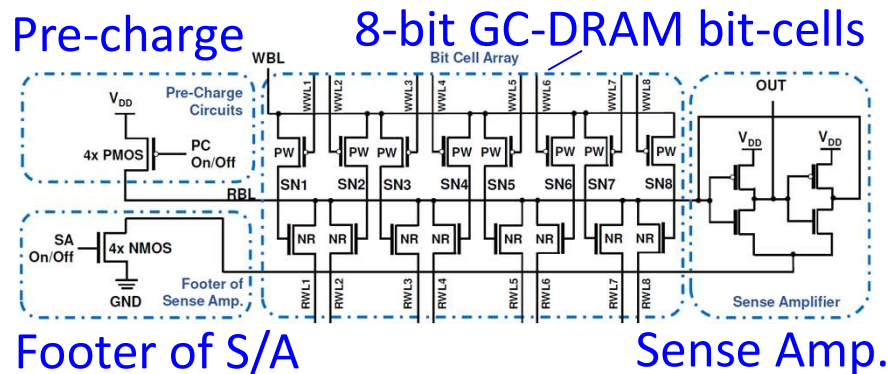 Pre-charge
8-bit GC-DRAM bit-cells
WBL
Bit Cell Array
Pre-Charge
Circuits
VDD
4x PMOS
PC
On/Off
RBL
WWL1
WWL2
WWL3
WWL4
WWL5
WWL6
WWL7
WWL8
PW PW PW PW PW PW PW PW
SN1 SN2 SN3 SN4 SN5 SN6 SN7 SN8
NR NR NR NR NR NR NR NR
RWL1
RWL2
RWL3
RWL4
RWL5
RWL6
RWL7
RWL8
OUT
VDD VDD
Sense Amplifier
SA
On/Off
4x NMOS
GND
Footer of
Sense Amp.
Footer of S/A
Sense Amp.